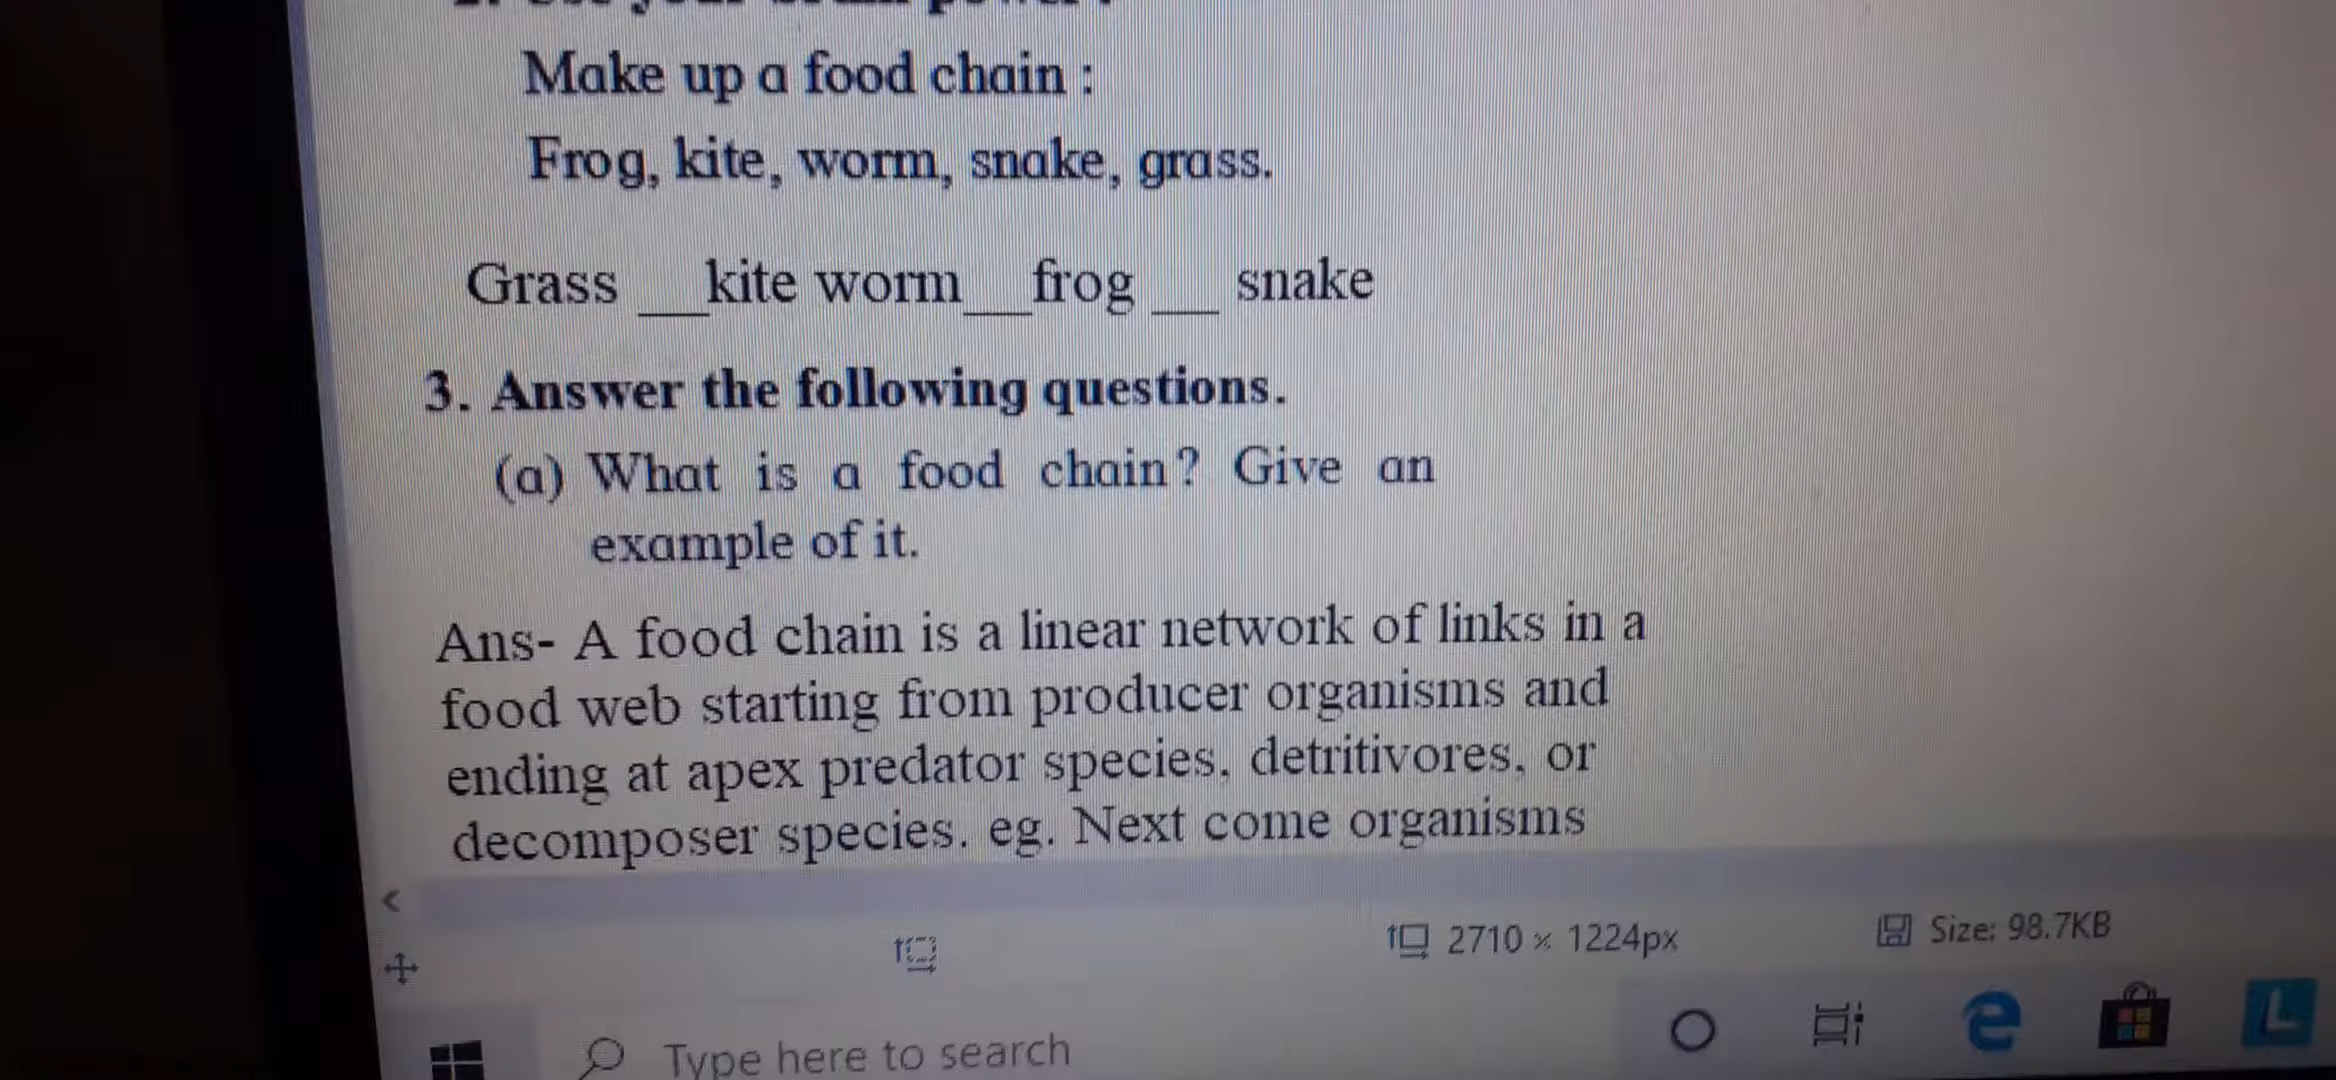 Make up a food chain :
Frog, kite, worm, snake, grass.
Grass __kite worm__frog __ snake
3. Answer the following questions.
(a) What is a food chain? Give an
example of it.
Ans- A food chain is a linear network of links in a
food web starting from producer organisms and
ending at apex predator species, detritivores, or
decomposer species. eg. Next come organisms
2710 × 1224px
Size: 98.7KB
Type here to search